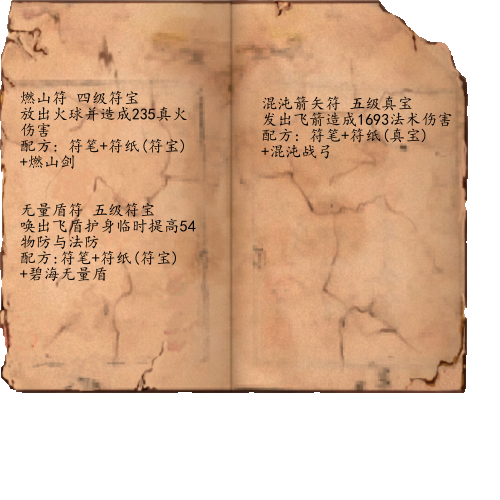 燃山符 四级符宝
放出火球并造成235真火
伤害
配方: 符笔+符纸(符宝)
+燃山剑
无量盾符 五级符宝
唤出飞盾护身临时提高54
物防与法防
配方:符笔+符纸(符宝)
+碧海无量盾
混沌箭矢符 五级真宝
发出飞箭造成1693法术伤害
配方: 符笔+符纸(真宝)
+混沌战弓